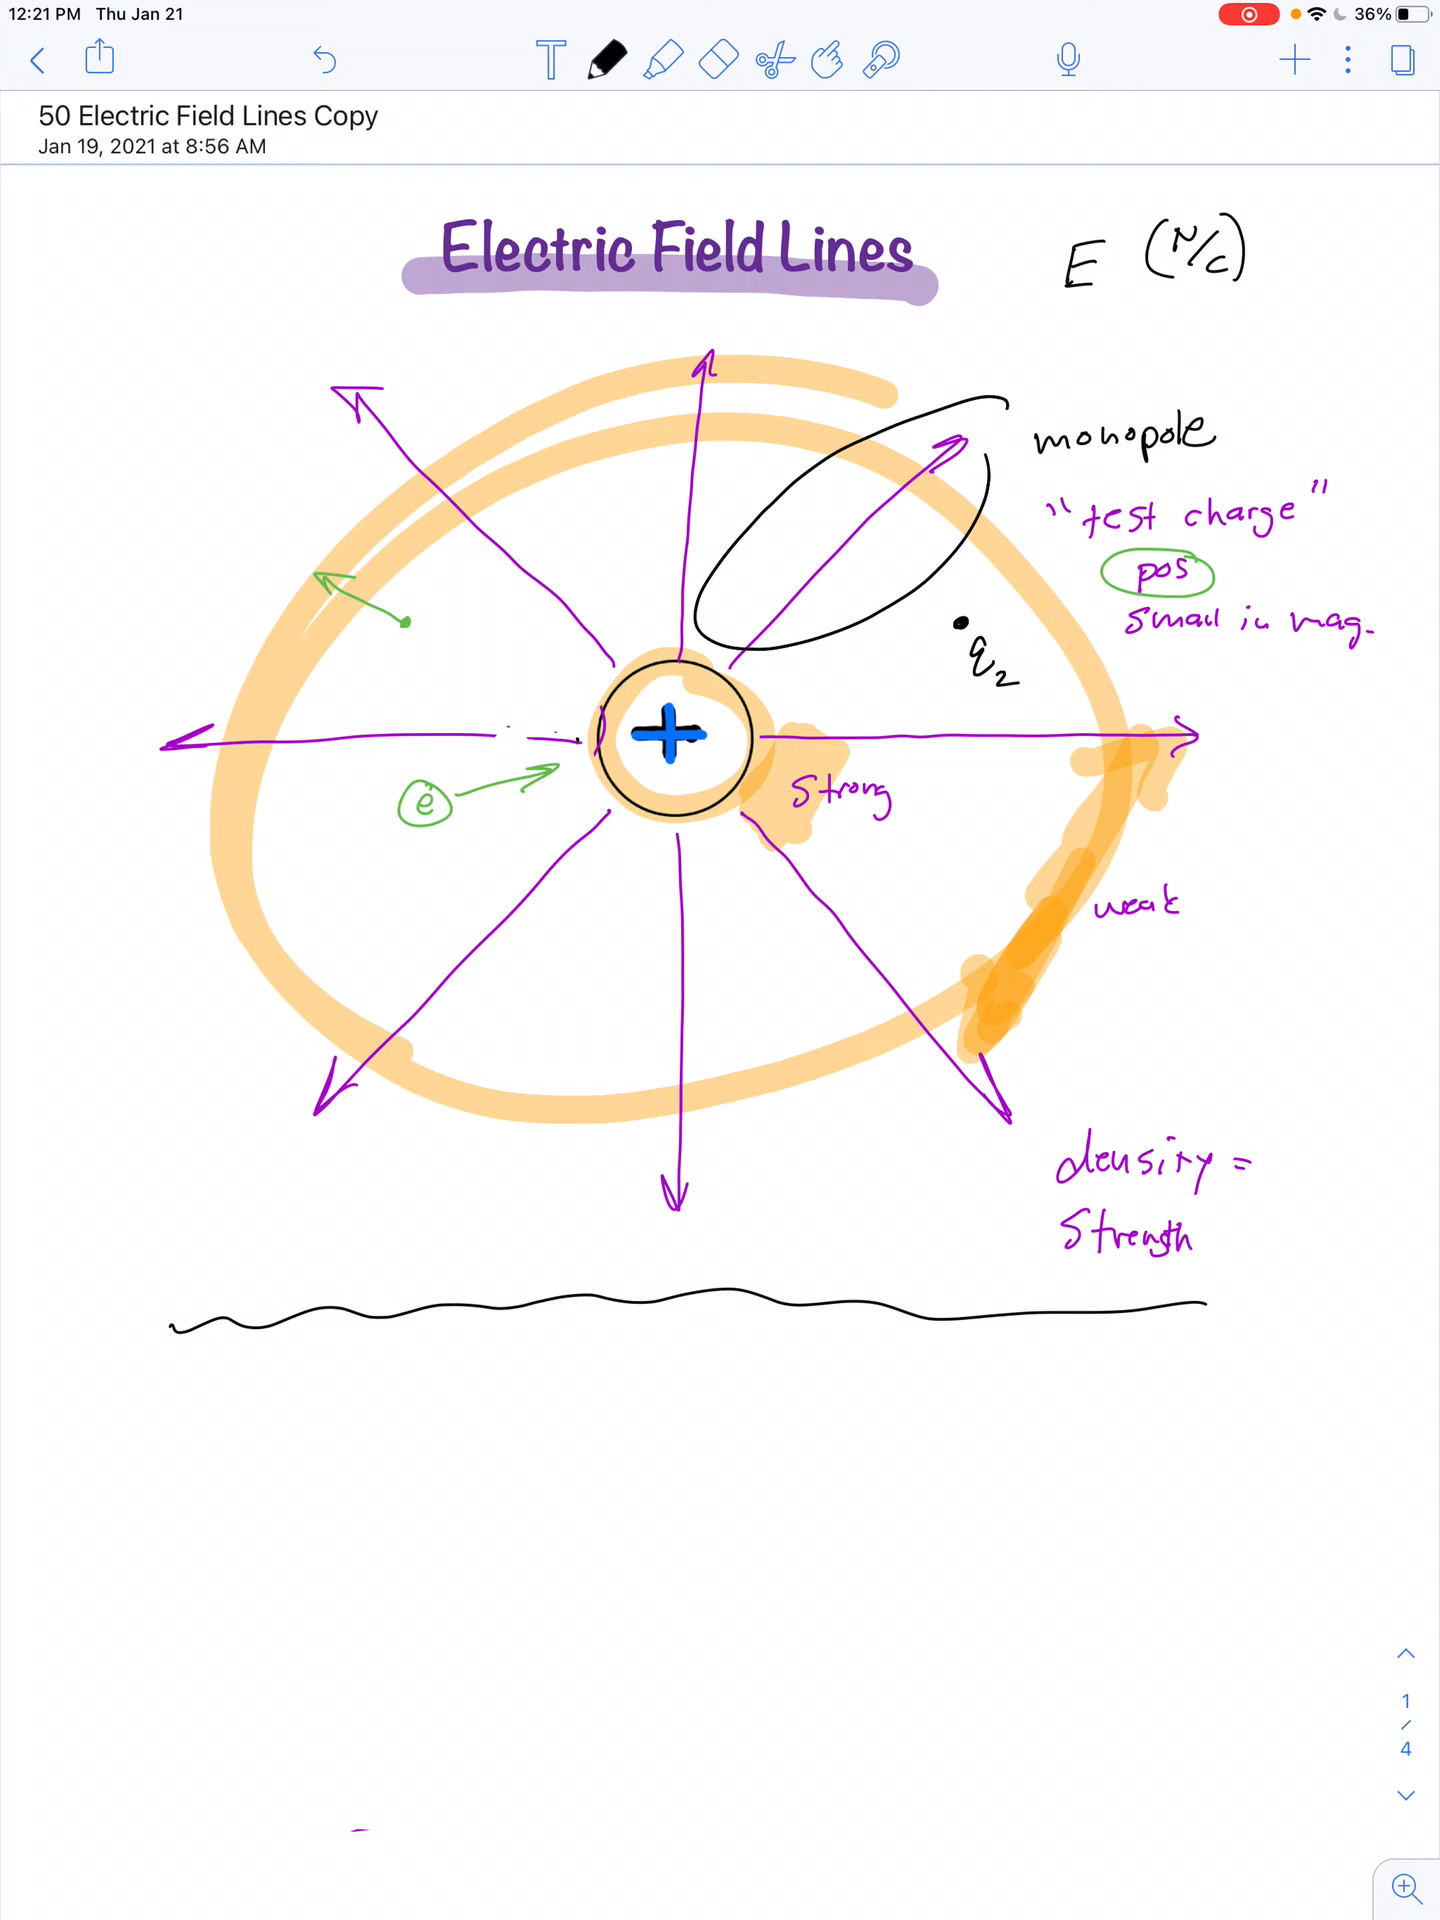 12:21 PM Thu Jan 21
36%
50 Electric Field Lines Copy
Jan 19, 2021 at 8:56 AM
Electric Field Lines
E (N/C)
monopole
"test charge"
pos
small in mag.
q2
+
strong
e
weak
density =
strength
1
/
4